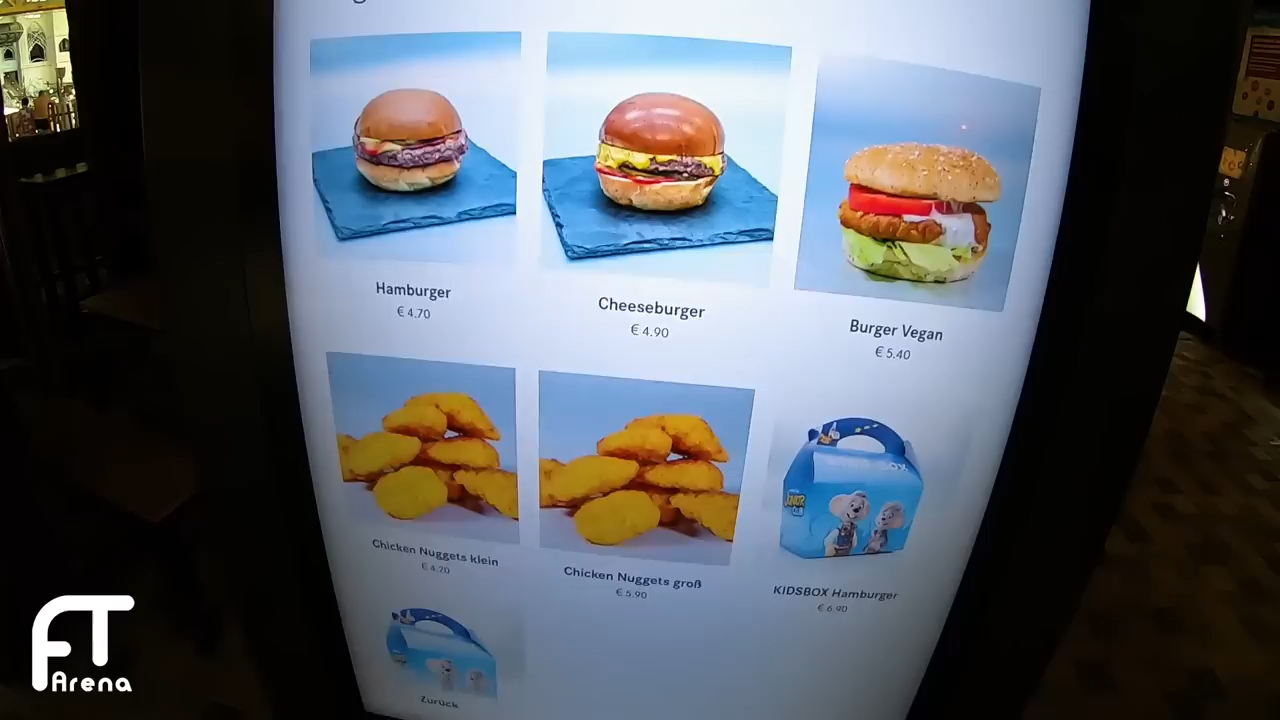 Hamburger
€ 4.70
Cheeseburger
€ 4.90
Burger Vegan
€ 5.40
Chicken Nuggets klein
€ 4.20
Chicken Nuggets groß
€ 5.90
JUNIOR
KIDSBOX Hamburger
€ 6.90
Zurück
FT
Arena